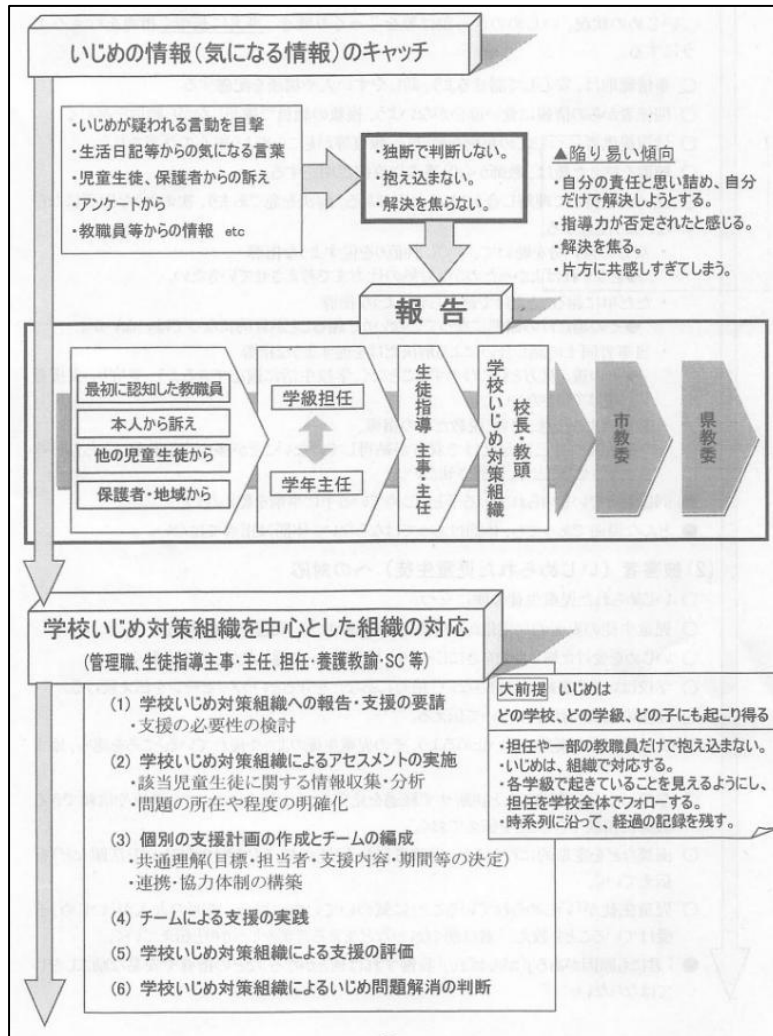 いじめの情報(気になる情報)のキャッチ
・いじめが疑われる言動を目撃
・生活日記等からの気になる言葉
・児童生徒、保護者からの訴え
・アンケートから
・教職員等からの情報 etc
・独断で判断しない。
・抱え込まない。
・解決を焦らない。
▲陥り易い傾向
・自分の責任と思い詰め、自分
だけで解決しようとする。
・指導力が否定されたと感じる。
・解決を焦る。
・片方に共感しすぎてしまう。
報告
最初に認知した教職員
本人から訴え
他の児童生徒から
保護者・地域から
学級担任
学年主任
生徒指導・主事・主任
校長・教頭
学校いじめ対策組織
市教委
県教委
学校いじめ対策組織を中心とした組織の対応
(管理職、生徒指導主事・主任、担任・養護教諭・SC 等)
(1) 学校いじめ対策組織への報告・支援の要請
・支援の必要性の検討
(2) 学校いじめ対策組織によるアセスメントの実施
・該当児童生徒に関する情報収集・分析
・問題の所在や程度の明確化
(3) 個別の支援計画の作成とチームの編成
・共通理解(目標・担当者・支援内容・期間等の決定)
・連携・協力体制の構築
(4) チームによる支援の実践
(5) 学校いじめ対策組織による支援の評価
(6) 学校いじめ対策組織によるいじめ問題解消の判断
大前提 いじめは
どの学校、どの学級、どの子にも起こり得る
・担任や一部の教職員だけで抱え込まない。
・いじめは、組織で対応する。
・各学級で起きていることを見えるようにし、
担任を学校全体でフォローする。
・時系列に沿って、経過の記録を残す。